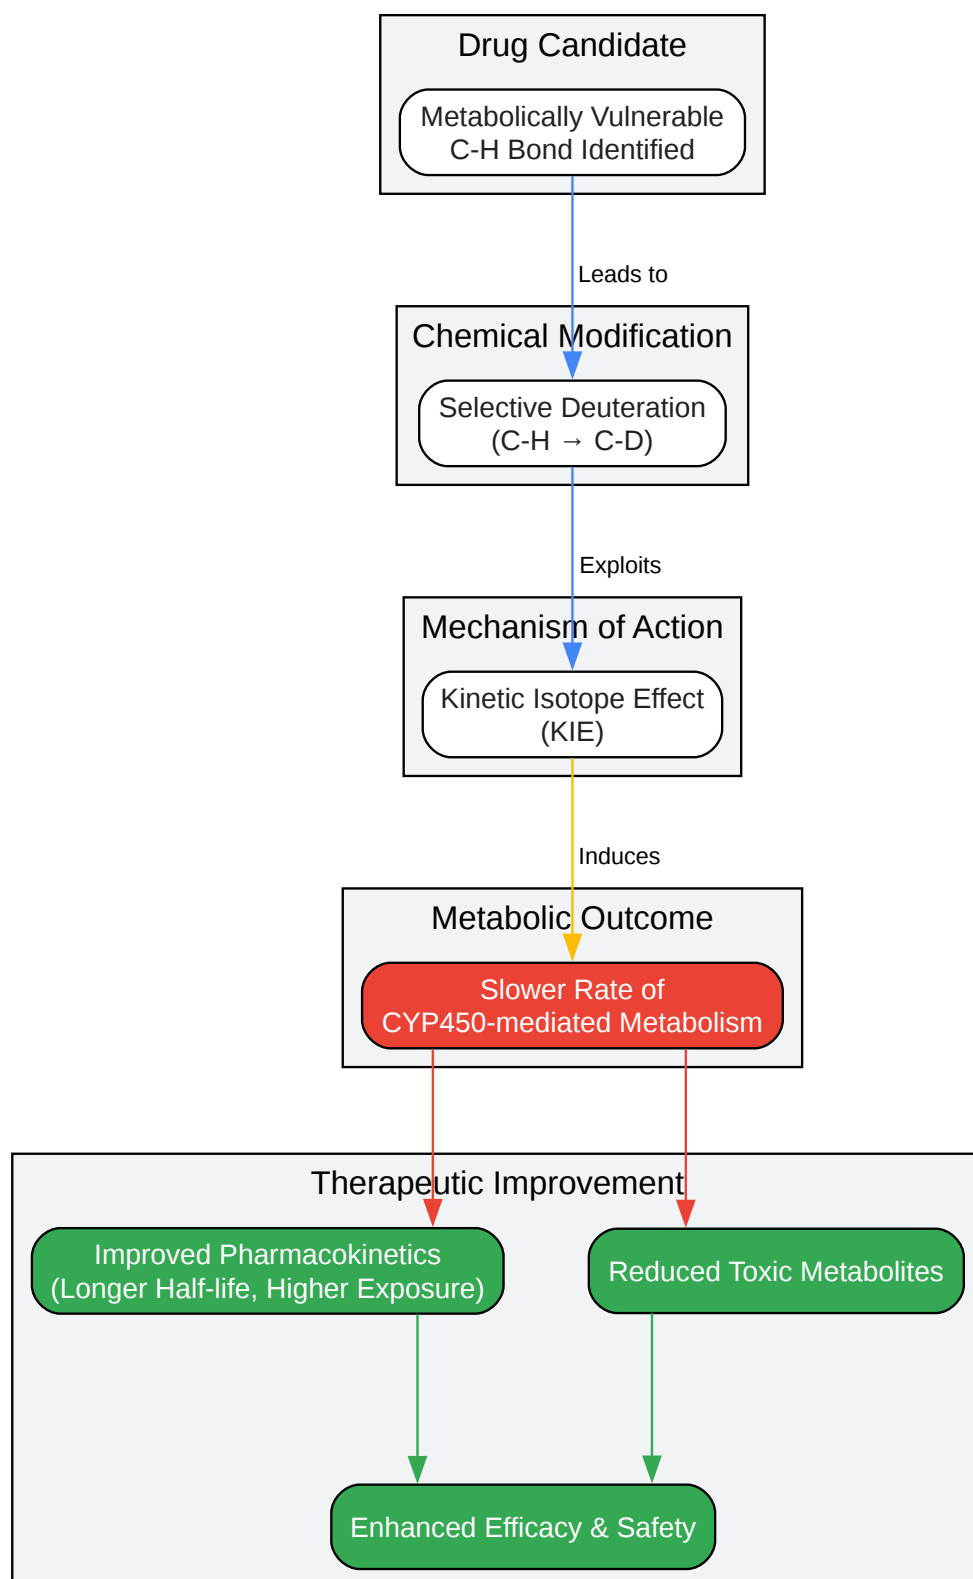 Drug Candidate
Metabolically Vulnerable
C-H Bond Identified
Leads to
Chemical Modification
Selective Deuteration
(C-H → C-D)
Exploits
Mechanism of Action
Kinetic Isotope Effect
(KIE)
Induces
Metabolic Outcome
Slower Rate of
CYP450-mediated Metabolism
Therapeutic Improvement
Improved Pharmacokinetics
(Longer Half-life, Higher Exposure)
Reduced Toxic Metabolites
Enhanced Efficacy & Safety